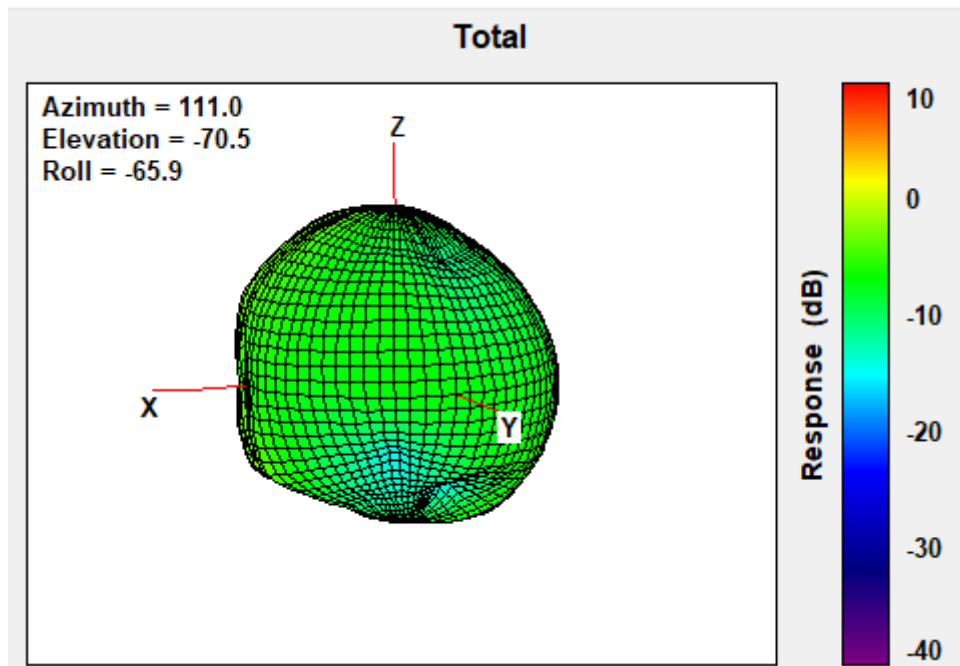 Total
Azimuth = 111.0
Elevation = -70.5
Roll = -65.9
Z
X
Y
Response (dB)
10
0
-10
-20
-30
-40